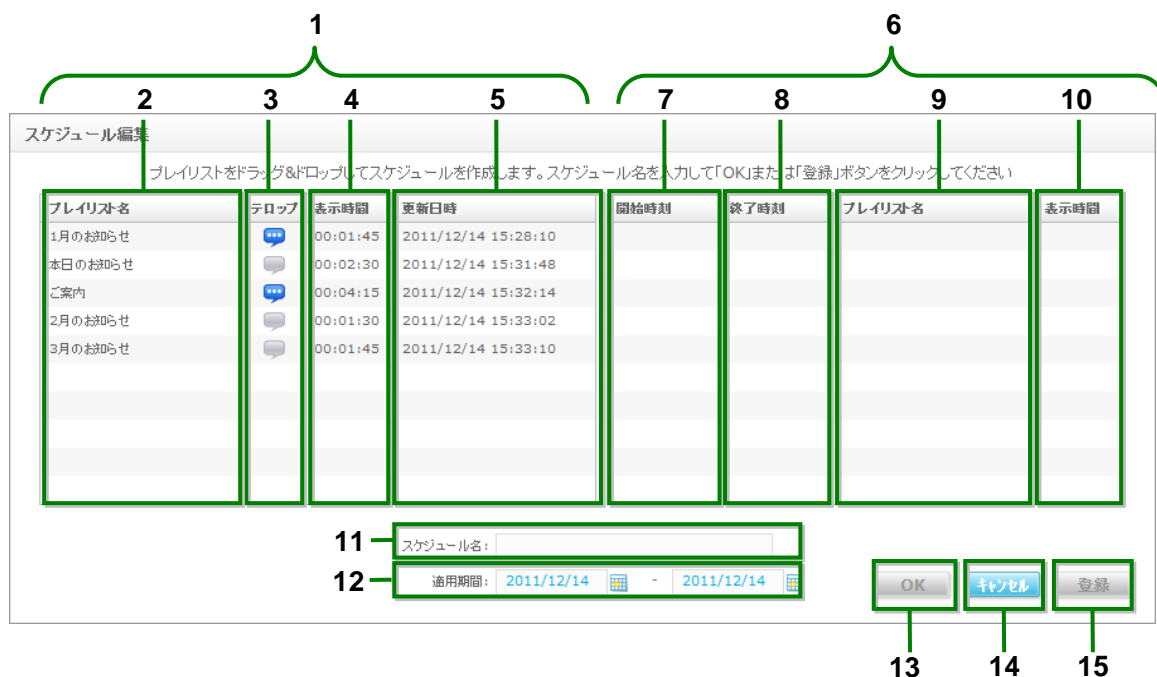 1 6
2 3 4 5 7 8 9 10
スケジュール編集
プレイリストをドラッグ&ドロップしてスケジュールを作成します。スケジュール名を入力して「OK」または「登録」ボタンをクリックしてください
プレイリスト名 テロップ 表示時間 更新日時 開始時刻 終了時刻 プレイリスト名 表示時間
1月のお知らせ 00:01:45 2011/12/14 15:28:10
本日のお知らせ 00:02:30 2011/12/14 15:31:48
ご案内 00:04:15 2011/12/14 15:32:14
2月のお知らせ 00:01:30 2011/12/14 15:33:02
3月のお知らせ 00:01:45 2011/12/14 15:33:10
11 スケジュール名:
12 適用期間: 2011/12/14 - 2011/12/14
OK キャンセル 登録
13 14 15